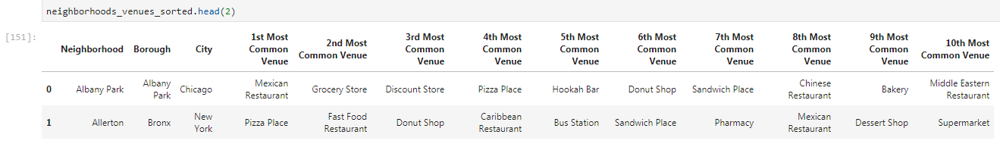 neighborhoods_venues_sorted.head(2)
[151]:
Neighborhood Borough City 1st Most Common Venue 2nd Most Common Venue 3rd Most Common Venue 4th Most Common Venue 5th Most Common Venue 6th Most Common Venue 7th Most Common Venue 8th Most Common Venue 9th Most Common Venue 10th Most Common Venue
0 Albany Park Albany Park Chicago Mexican Restaurant Grocery Store Discount Store Pizza Place Hookah Bar Donut Shop Sandwich Place Chinese Restaurant Bakery Middle Eastern Restaurant
1 Allerton Bronx New York Pizza Place Fast Food Restaurant Donut Shop Caribbean Restaurant Bus Station Sandwich Place Pharmacy Mexican Restaurant Dessert Shop Supermarket